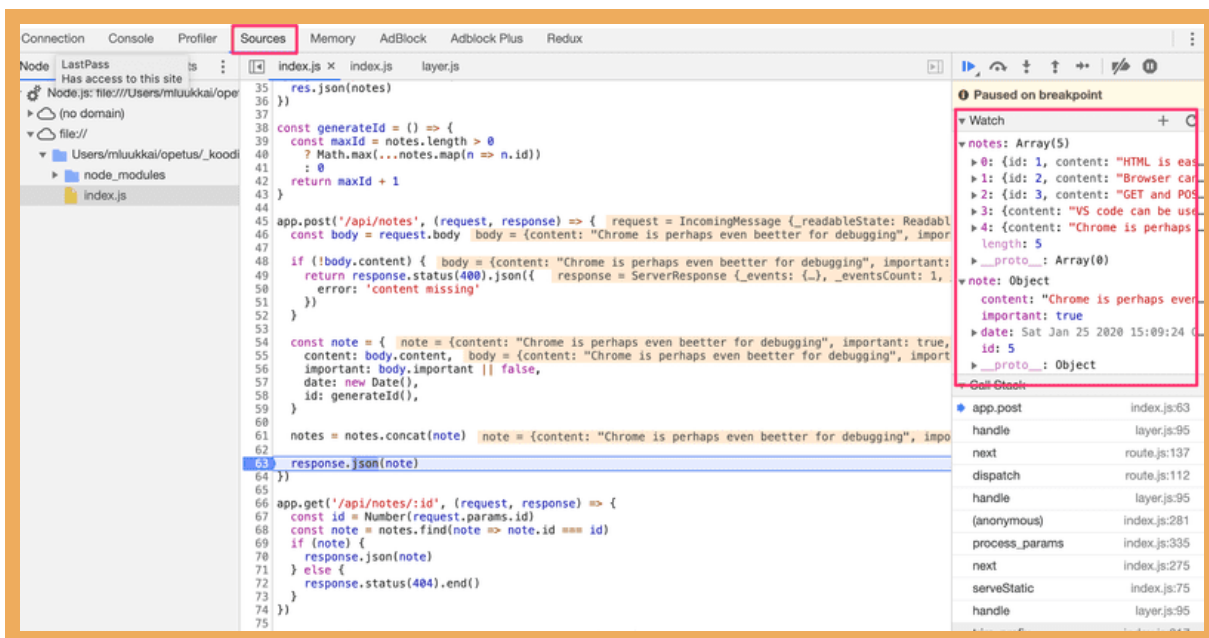 Connection Console Profiler Sources Memory AdBlock Adblock Plus Redux
Node
LastPass
Has access to this site
ts
index.js × index.js layer.js
Node.js: file:///Users/mluukkai/ope
(no domain)
file://
Users/mluukkai/opetus/_koodi
node_modules
index.js
35 res.json(notes)
36 })
37
38 const generateId = () => {
39 const maxId = notes.length > 0
40 ? Math.max(...notes.map(n => n.id))
41 : 0
42 return maxId + 1
43 }
44
45 app.post('/api/notes', (request, response) => { request = IncomingMessage {_readableState: Readabl
46 const body = request.body body = {content: "Chrome is perhaps even beetter for debugging", impor
47
48 if (!body.content) { body = {content: "Chrome is perhaps even beetter for debugging", important:
49 return response.status(400).json({ response = ServerResponse {_events: {…}, _eventsCount: 1,
50 error: 'content missing'
51 })
52 }
53
54 const note = { note = {content: "Chrome is perhaps even beetter for debugging", important: true,
55 content: body.content, body = {content: "Chrome is perhaps even beetter for debugging", import
56 important: body.important || false,
57 date: new Date(),
58 id: generateId(),
59 }
60
61 notes = notes.concat(note) note = {content: "Chrome is perhaps even beetter for debugging", impo
62
63 response.json(note)
64 })
65
66 app.get('/api/notes/:id', (request, response) => {
67 const id = Number(request.params.id)
68 const note = notes.find(note => note.id === id)
69 if (note) {
70 response.json(note)
71 } else {
72 response.status(404).end()
73 }
74 })
75
Paused on breakpoint
Watch
notes: Array(5)
0: {id: 1, content: "HTML is eas…
1: {id: 2, content: "Browser can…
2: {id: 3, content: "GET and POS…
3: {content: "VS code can be use…
4: {content: "Chrome is perhaps …
length: 5
__proto__: Array(0)
note: Object
content: "Chrome is perhaps even…
important: true
date: Sat Jan 25 2020 15:09:24 G…
id: 5
__proto__: Object
Call Stack
app.post index.js:63
handle layer.js:95
next route.js:137
dispatch route.js:112
handle layer.js:95
(anonymous) index.js:281
process_params index.js:335
next index.js:275
serveStatic index.js:75
handle layer.js:95